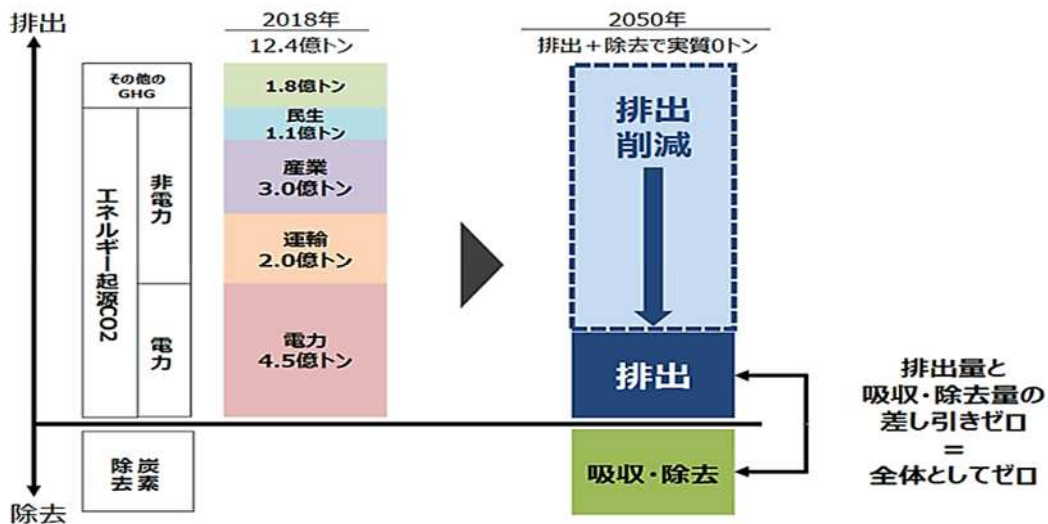 排出
2018年
12.4億トン
2050年
排出+除去で実質0トン
その他の
GHG
1.8億トン
民生
1.1億トン
産業
3.0億トン
運輸
2.0億トン
電力
4.5億トン
エネルギー起源CO2
非電力
電力
排出
削減
排出
吸収・除去
排出量と
吸収・除去量の
差し引きゼロ
=
全体としてゼロ
炭素
除去
除去